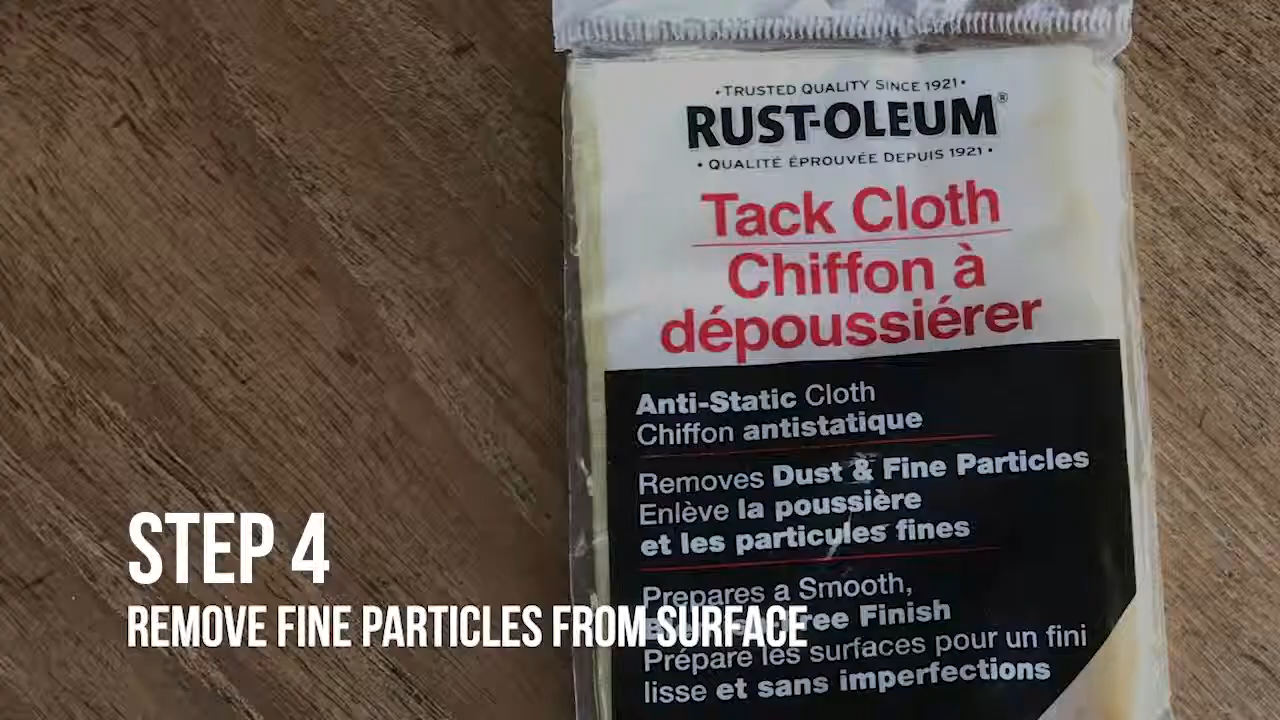 •TRUSTED QUALITY SINCE 1921•
RUST-OLEUM®
•QUALITÉ ÉPROUVÉE DEPUIS 1921•
Tack Cloth
Chiffon à
dépoussiérer
Anti-Static Cloth
Chiffon antistatique
Removes Dust & Fine Particles
Enlève la poussière
et les particules fines
Prepares a Smooth,
Finish
Prépare les surfaces pour un fini
lisse et sans imperfections
STEP 4
REMOVE FINE PARTICLES FROM SURFACE